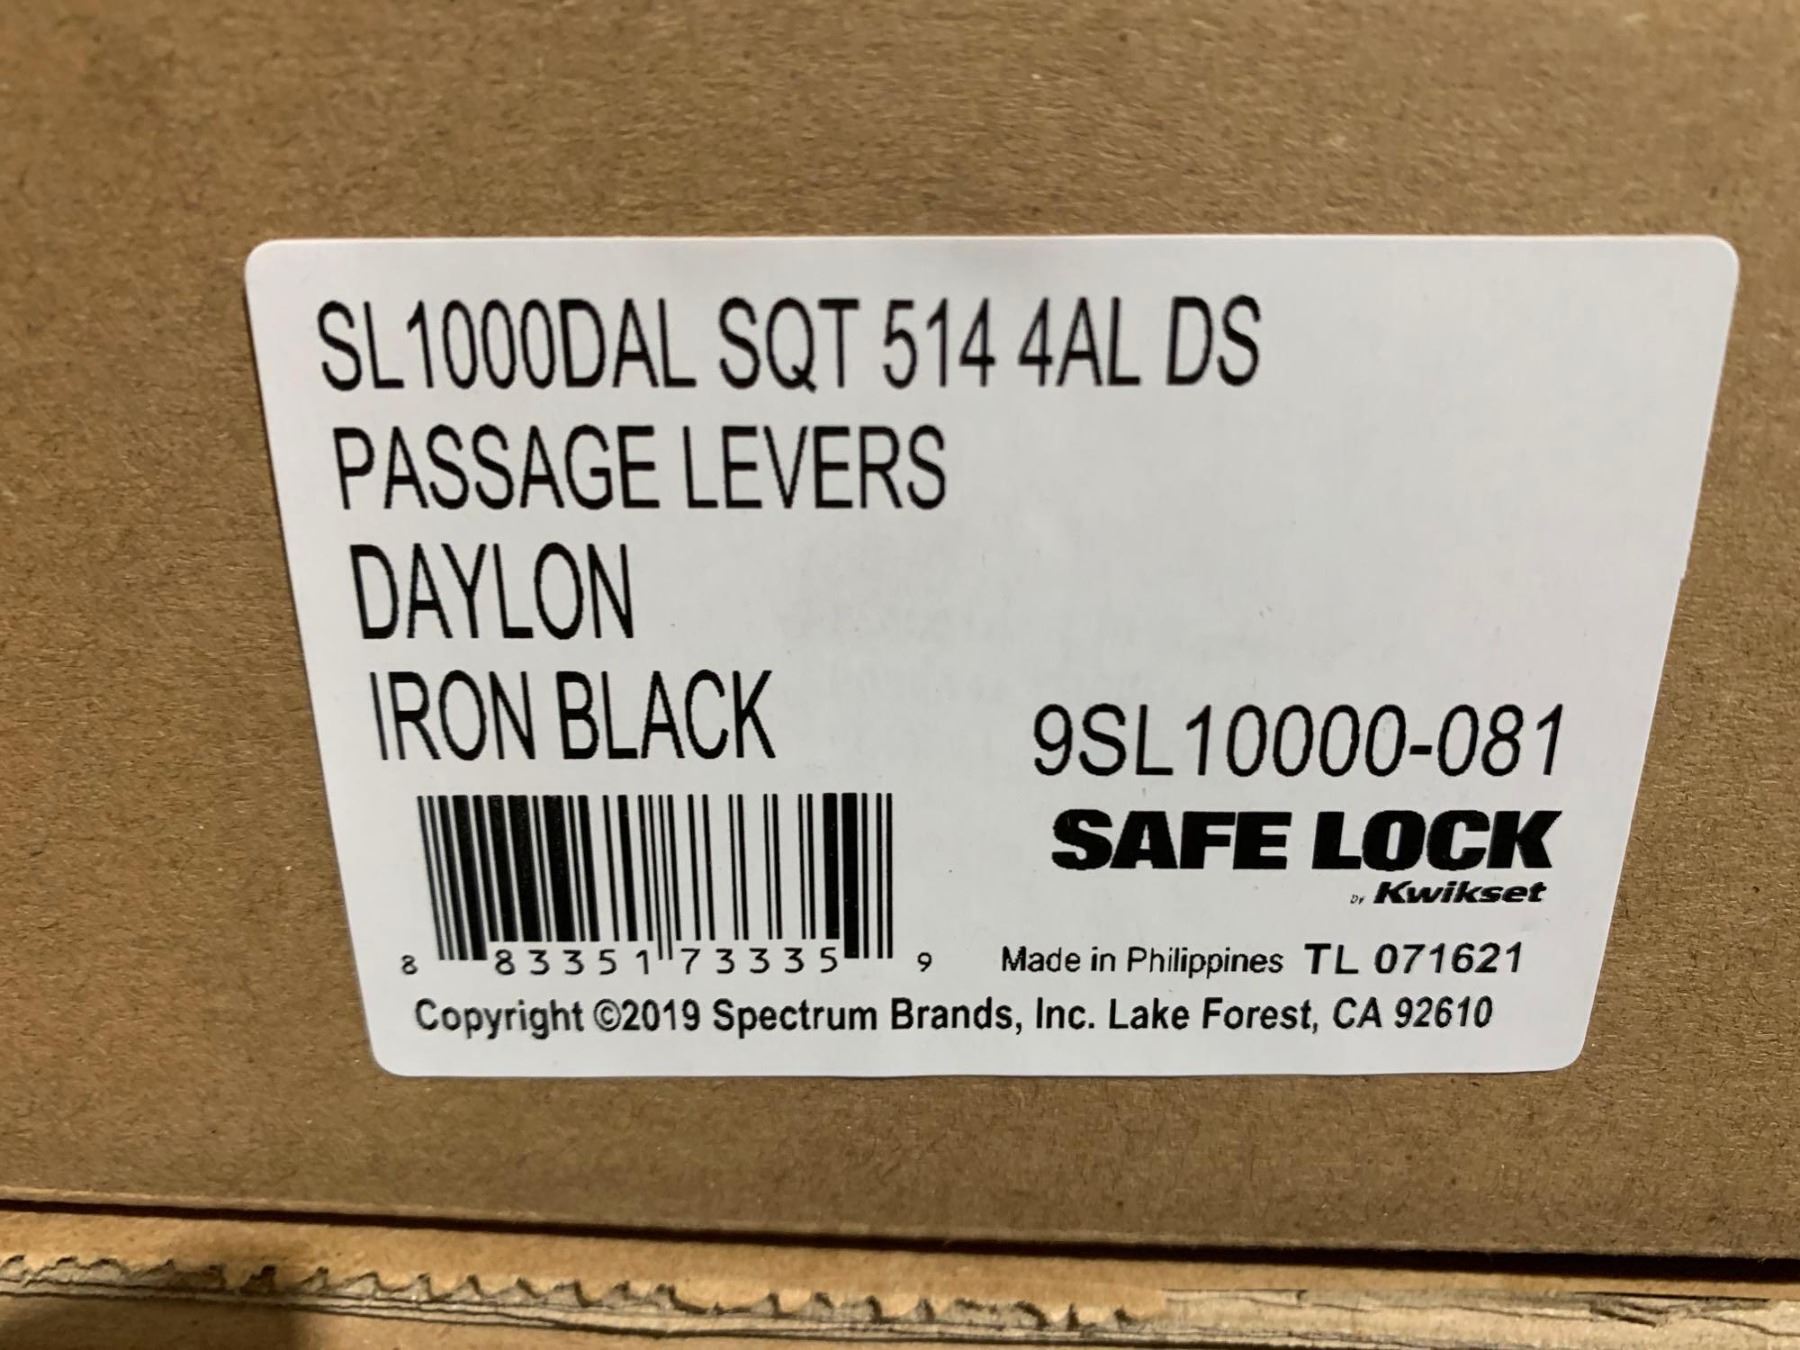 SL1000DAL SQT 514 4AL DS
PASSAGE LEVERS
DAYLON
IRON BLACK
9SL10000-081
SAFE LOCK
BY Kwikset
8 83351 73335 9
Made in Philippines TL 071621
Copyright ©2019 Spectrum Brands, Inc. Lake Forest, CA 92610